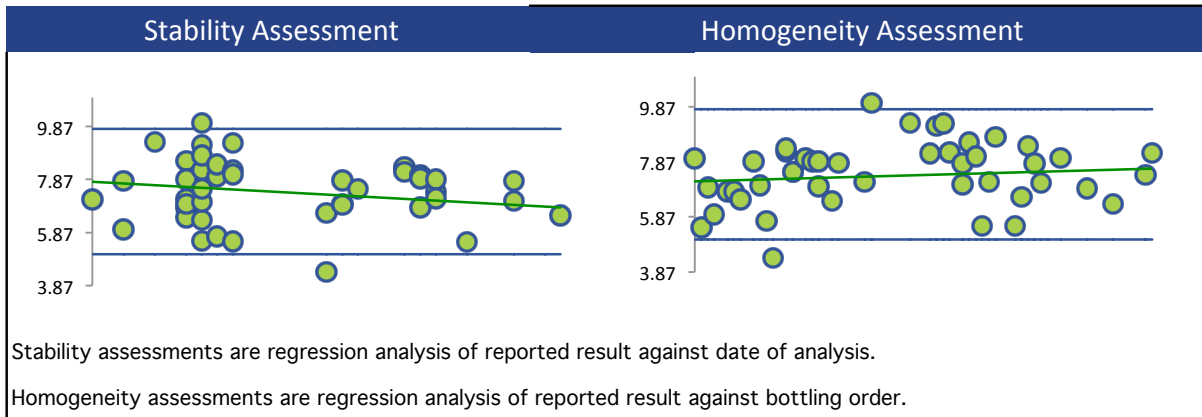 Stability Assessment
Homogeneity Assessment
9.87
7.87
5.87
3.87
9.87
7.87
5.87
3.87
Stability assessments are regression analysis of reported result against date of analysis.
Homogeneity assessments are regression analysis of reported result against bottling order.